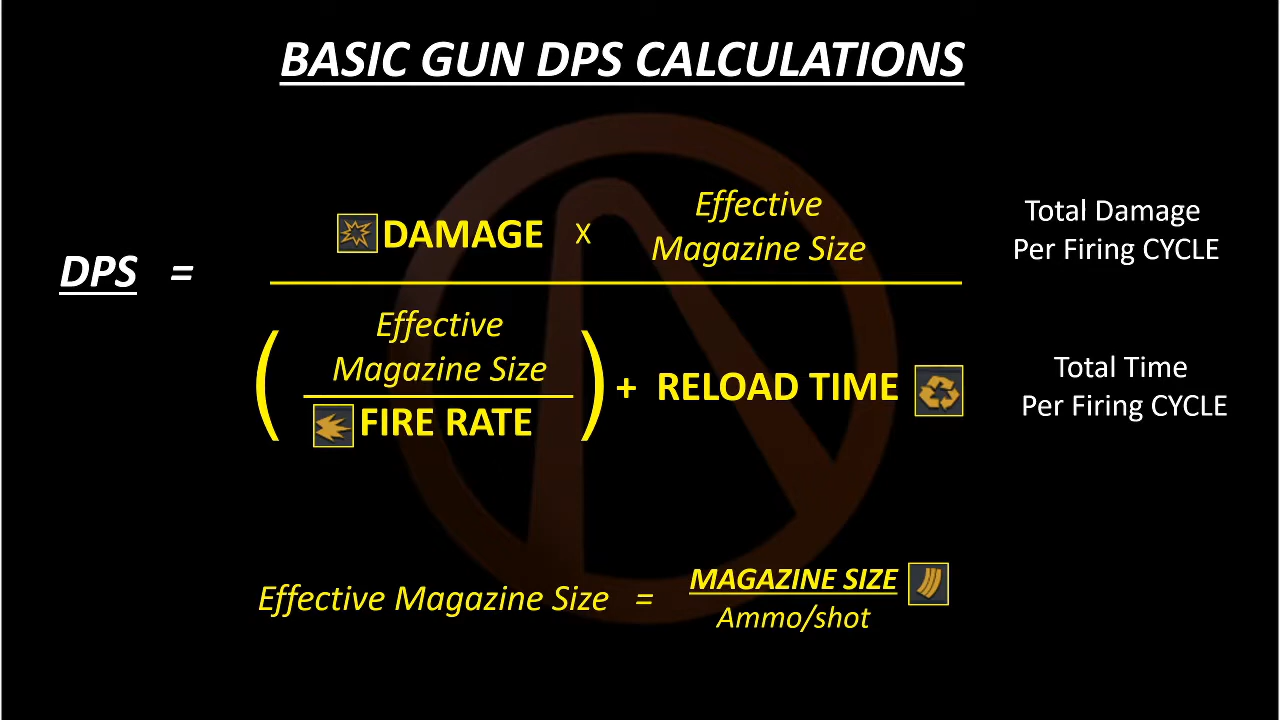 BASIC GUN DPS CALCULATIONS
DPS =
DAMAGE x Effective
Magazine Size
Total Damage
Per Firing CYCLE
( Effective
Magazine Size
FIRE RATE ) + RELOAD TIME
Total Time
Per Firing CYCLE
Effective Magazine Size = MAGAZINE SIZE
Ammo/shot